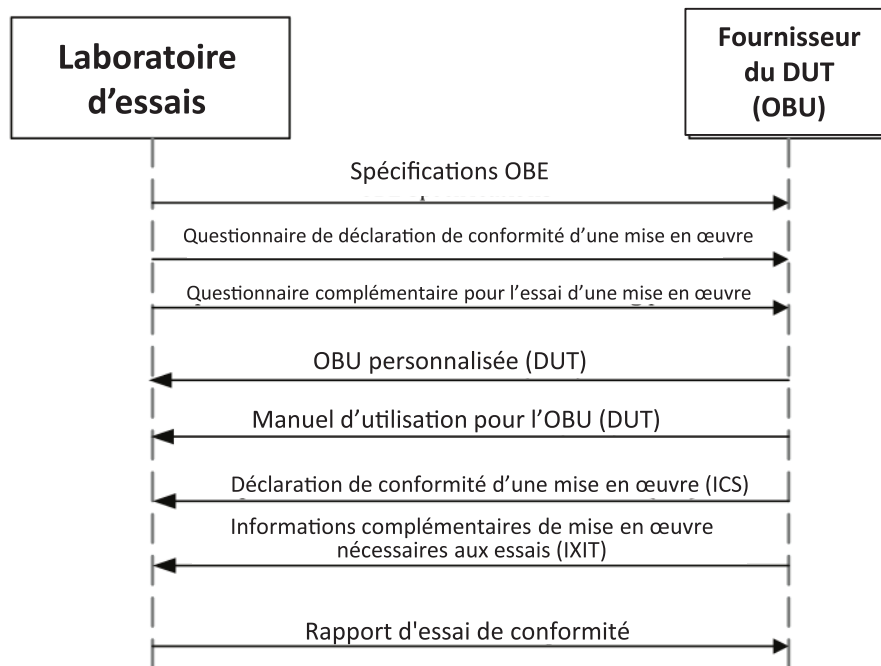 Laboratoire
d’essais
Fournisseur
du DUT
(OBU)
Spécifications OBE
Questionnaire de déclaration de conformité d’une mise en œuvre
Questionnaire complémentaire pour l’essai d’une mise en œuvre
OBU personnalisée (DUT)
Manuel d’utilisation pour l’OBU (DUT)
Déclaration de conformité d’une mise en œuvre (ICS)
Informations complémentaires de mise en œuvre
nécessaires aux essais (IXIT)
Rapport d'essai de conformité